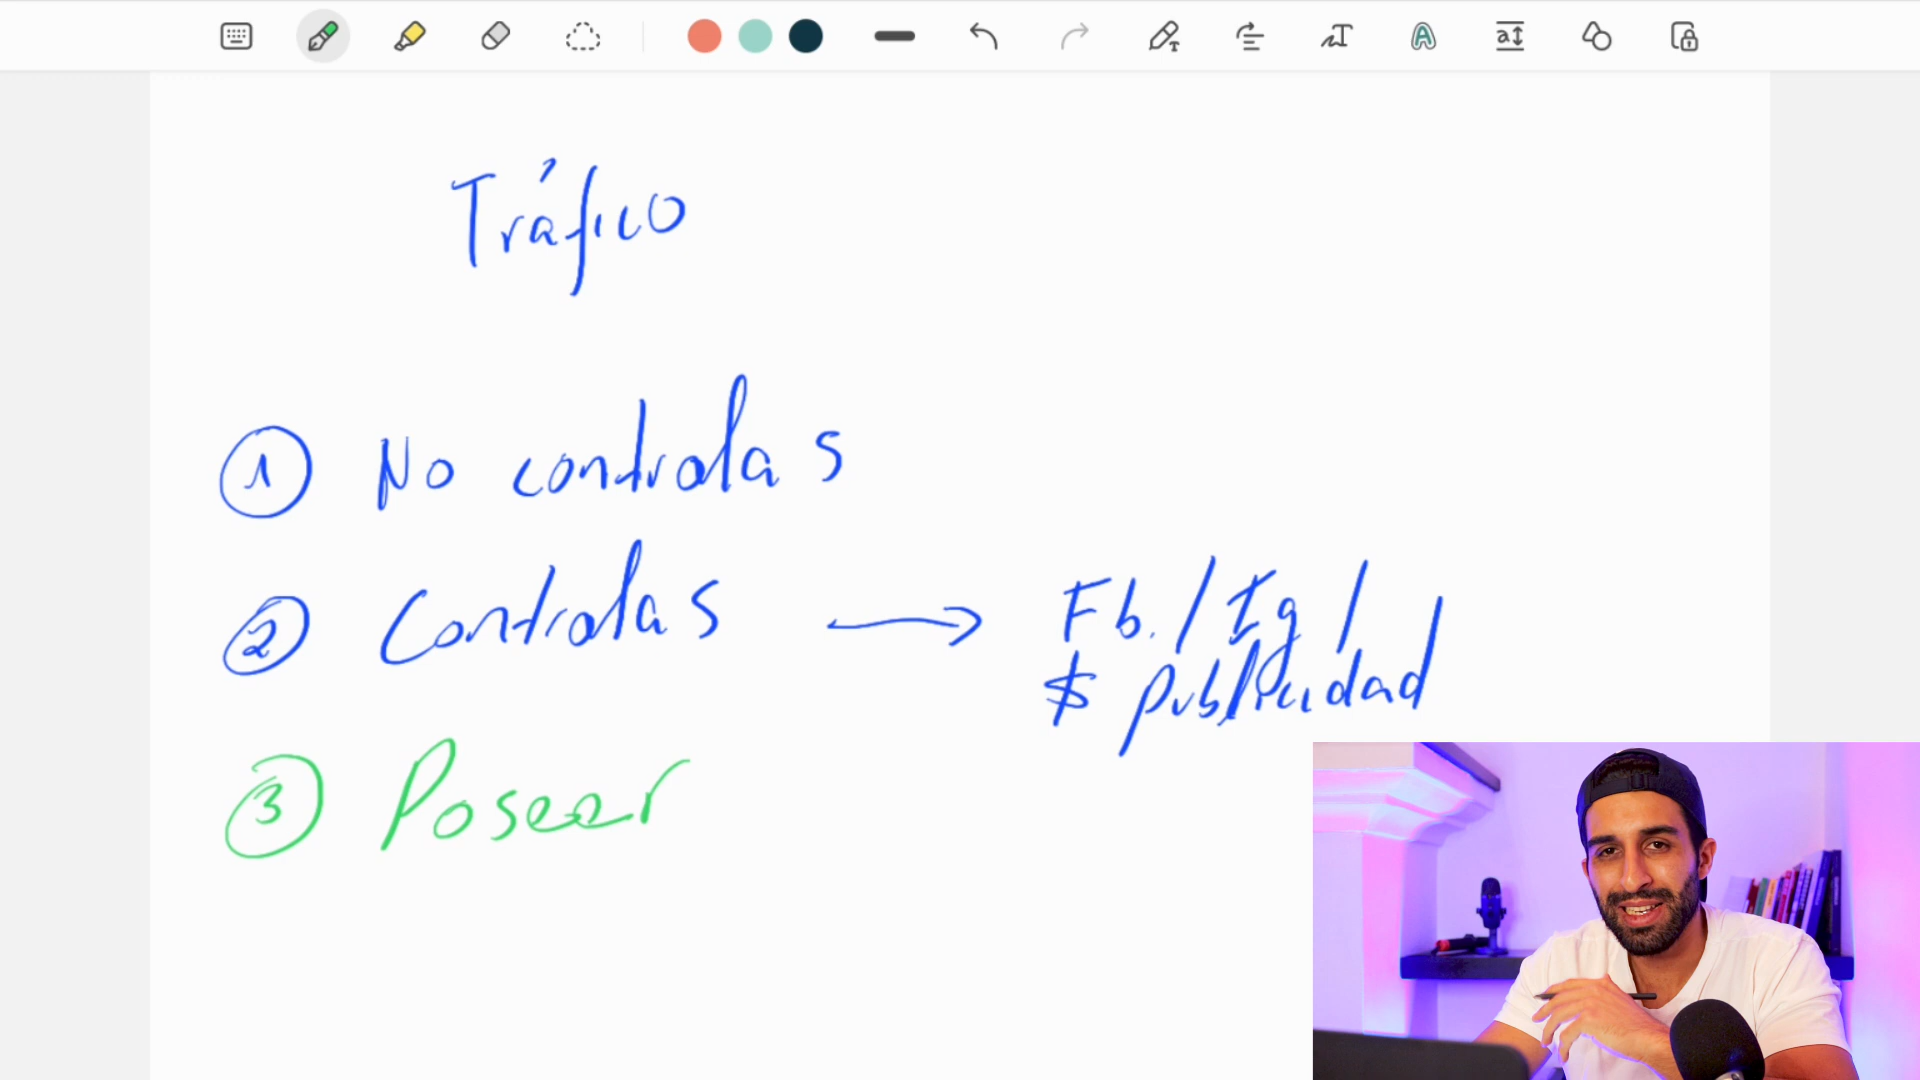 Tráfico
1 No controlas
2 Controlas → Fb. / Ig /
$ publicidad
3 Poseer